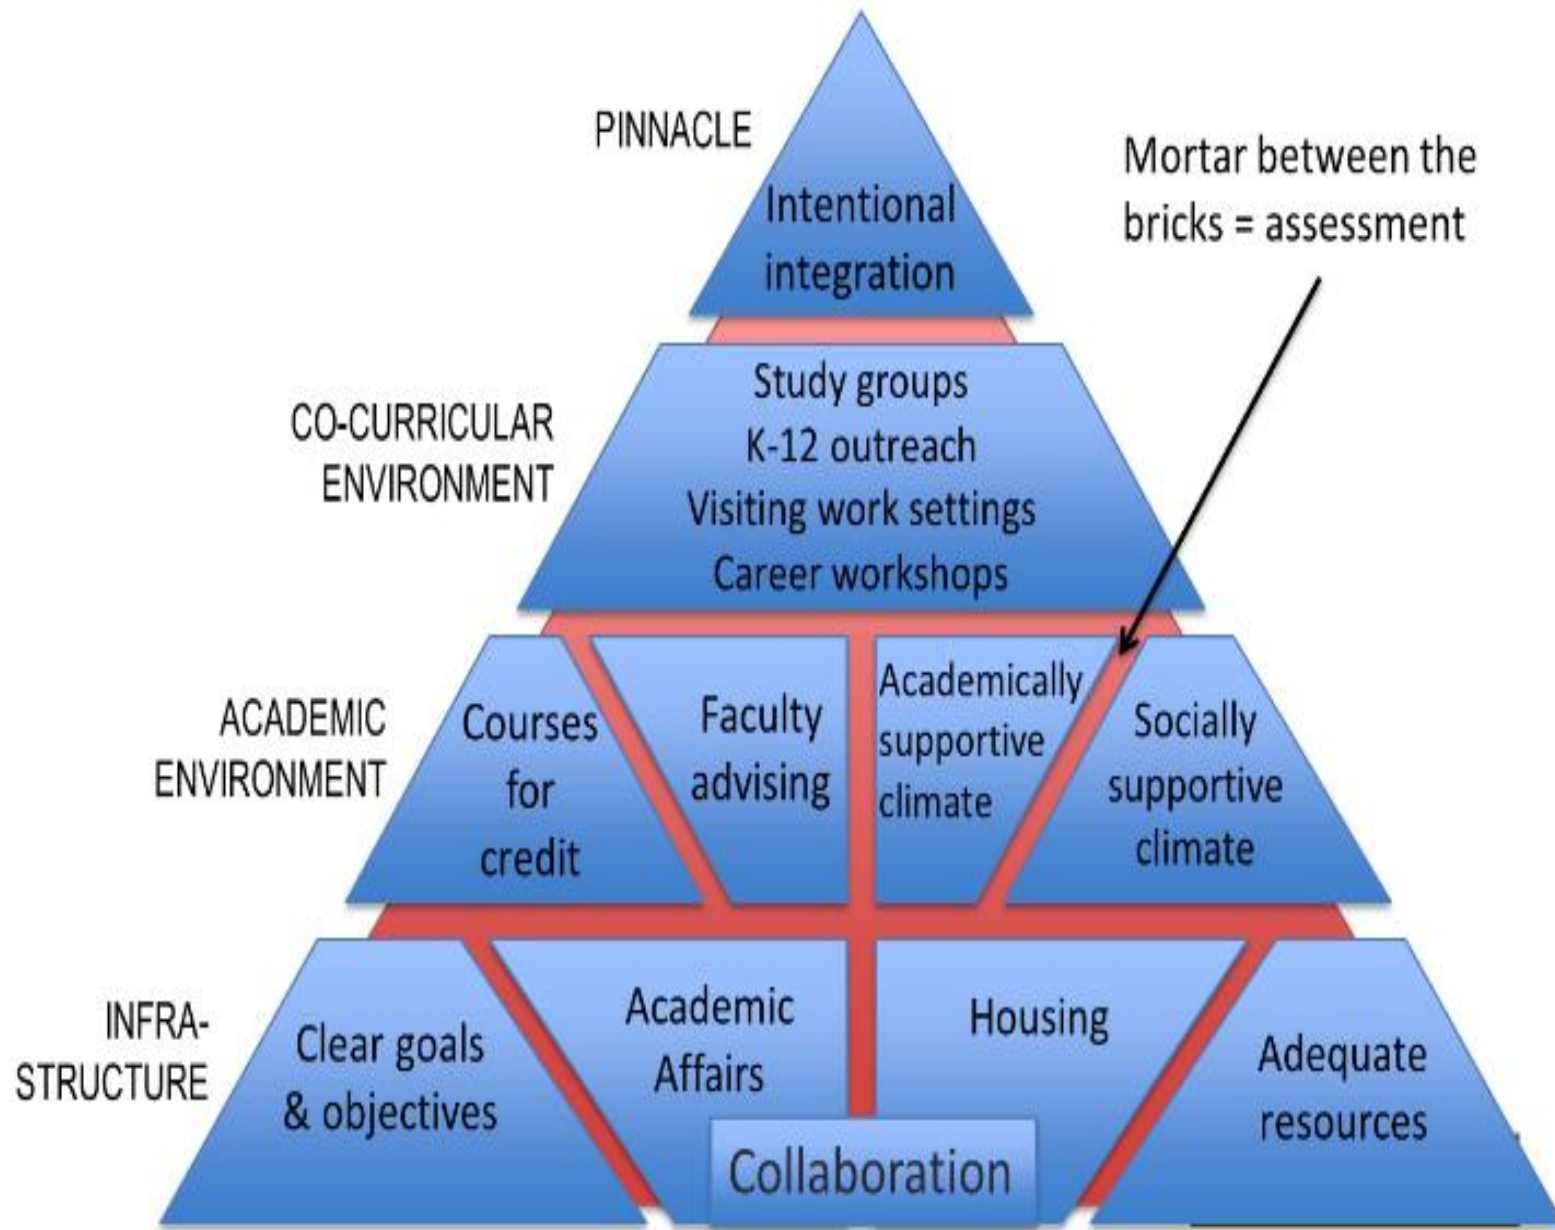 PINNACLE
Intentional
integration
Mortar between the
bricks = assessment
CO-CURRICULAR
ENVIRONMENT
Study groups
K-12 outreach
Visiting work settings
Career workshops
ACADEMIC
ENVIRONMENT
Courses
for
credit
Faculty
advising
Academically
supportive
climate
Socially
supportive
climate
INFRA-
STRUCTURE
Clear goals
& objectives
Academic
Affairs
Housing
Collaboration
Adequate
resources